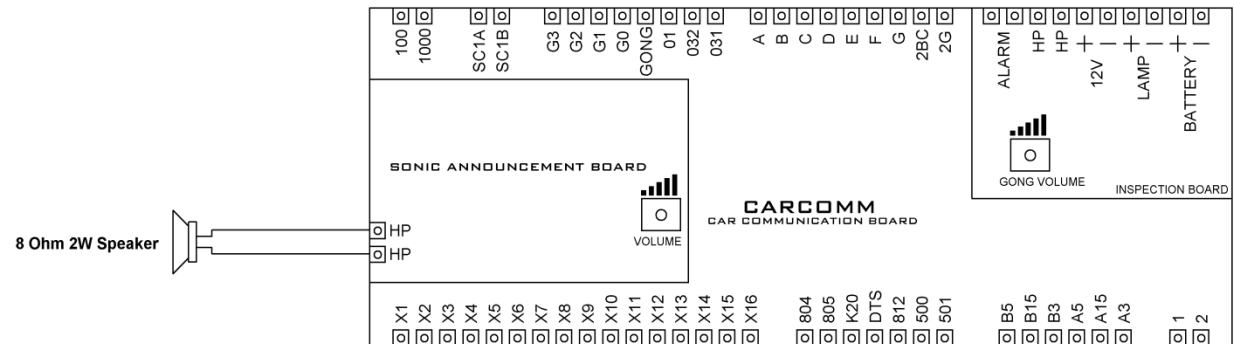 100
1000
SC1A
SC1B
G3
G2
G1
G0
GONG
01
032
031
A
B
C
D
E
F
G
2BC
2G
ALARM
HP
HP
+
12V
—
+
LAMP
—
+
BATTERY
—
SONIC ANNOUNCEMENT BOARD
VOLUME
GONG VOLUME
INSPECTION BOARD
CARCOMM
CAR COMMUNICATION BOARD
8 Ohm 2W Speaker
HP
HP
X1
X2
X3
X4
X5
X6
X7
X8
X9
X10
X11
X12
X13
X14
X15
X16
804
805
K20
DTS
812
500
501
B5
B15
B3
A5
A15
A3
1
2